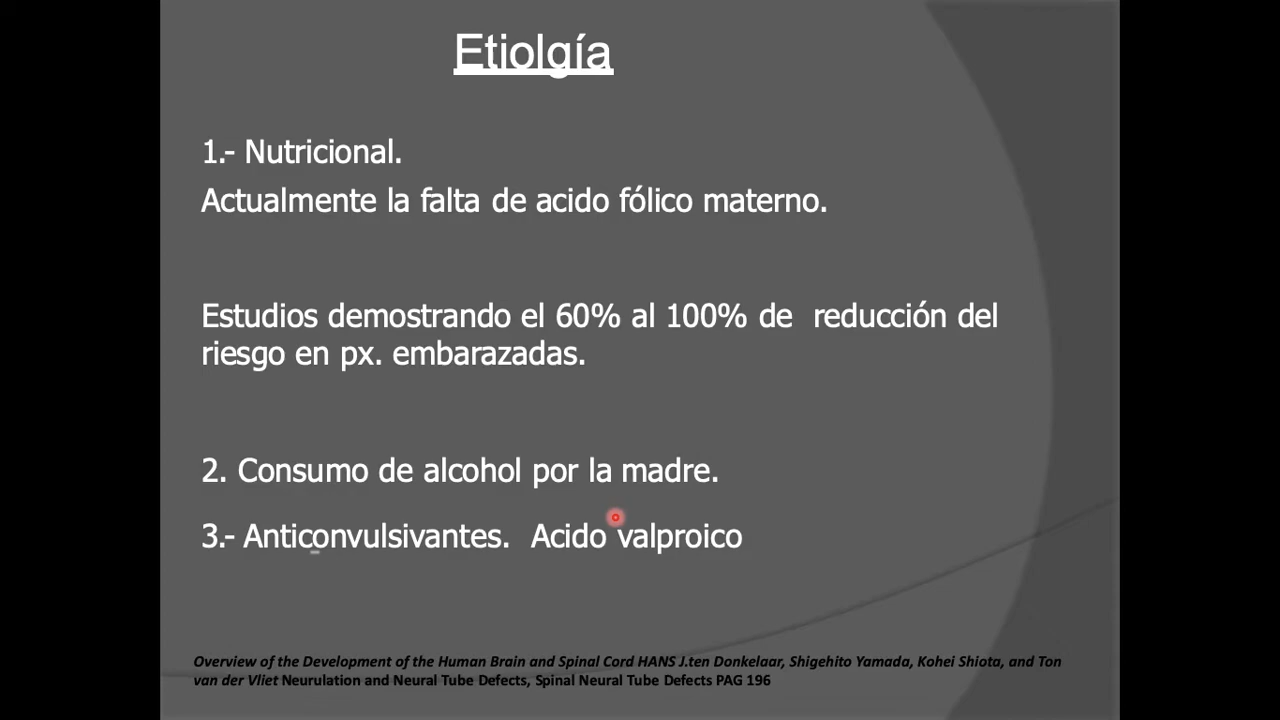 Etiolgía
1.- Nutricional.
Actualmente la falta de acido fólico materno.
Estudios demostrando el 60% al 100% de  reducción del
riesgo en px. embarazadas.
2. Consumo de alcohol por la madre.
3.- Anticonvulsivantes.  Acido valproico
Overview of the Development of the Human Brain and Spinal Cord HANS J.ten Donkelaar, Shigehito Yamada, Kohei Shiota, and Ton
van der Vliet Neurulation and Neural Tube Defects, Spinal Neural Tube Defects PAG 196